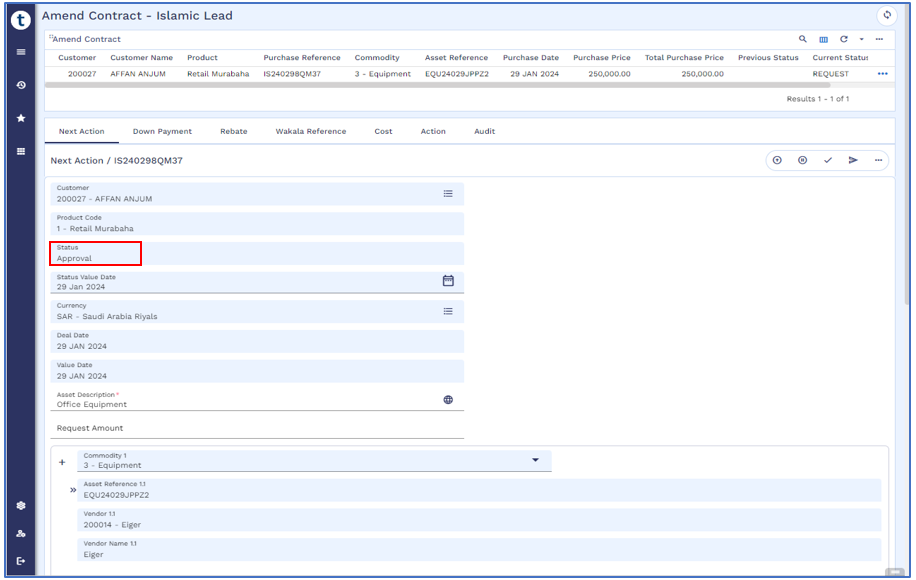 t
Amend Contract - Islamic Lead
Amend Contract
Customer Customer Name Product Purchase Reference Commodity Asset Reference Purchase Date Purchase Price Total Purchase Price Previous Status Current Status
200027 AFFAN ANJUM Retail Murabaha IS240298QM37 3 - Equipment EQU24029JPPZ2 29 JAN 2024 250,000.00 250,000.00 REQUEST
Results 1 - 1 of 1
Next Action Down Payment Rebate Wakala Reference Cost Action Audit
Next Action / IS240298QM37
Customer
200027 - AFFAN ANJUM
Product Code
1 - Retail Murabaha
Status
Approval
Status Value Date
29 Jan 2024
Currency
SAR - Saudi Arabia Riyals
Deal Date
29 JAN 2024
Value Date
29 JAN 2024
Asset Description*
Office Equipment
Request Amount
Commodity 1
3 - Equipment
Asset Reference 1.1
EQU24029JPPZ2
Vendor 1.1
200014 - Eiger
Vendor Name 1.1
Eiger